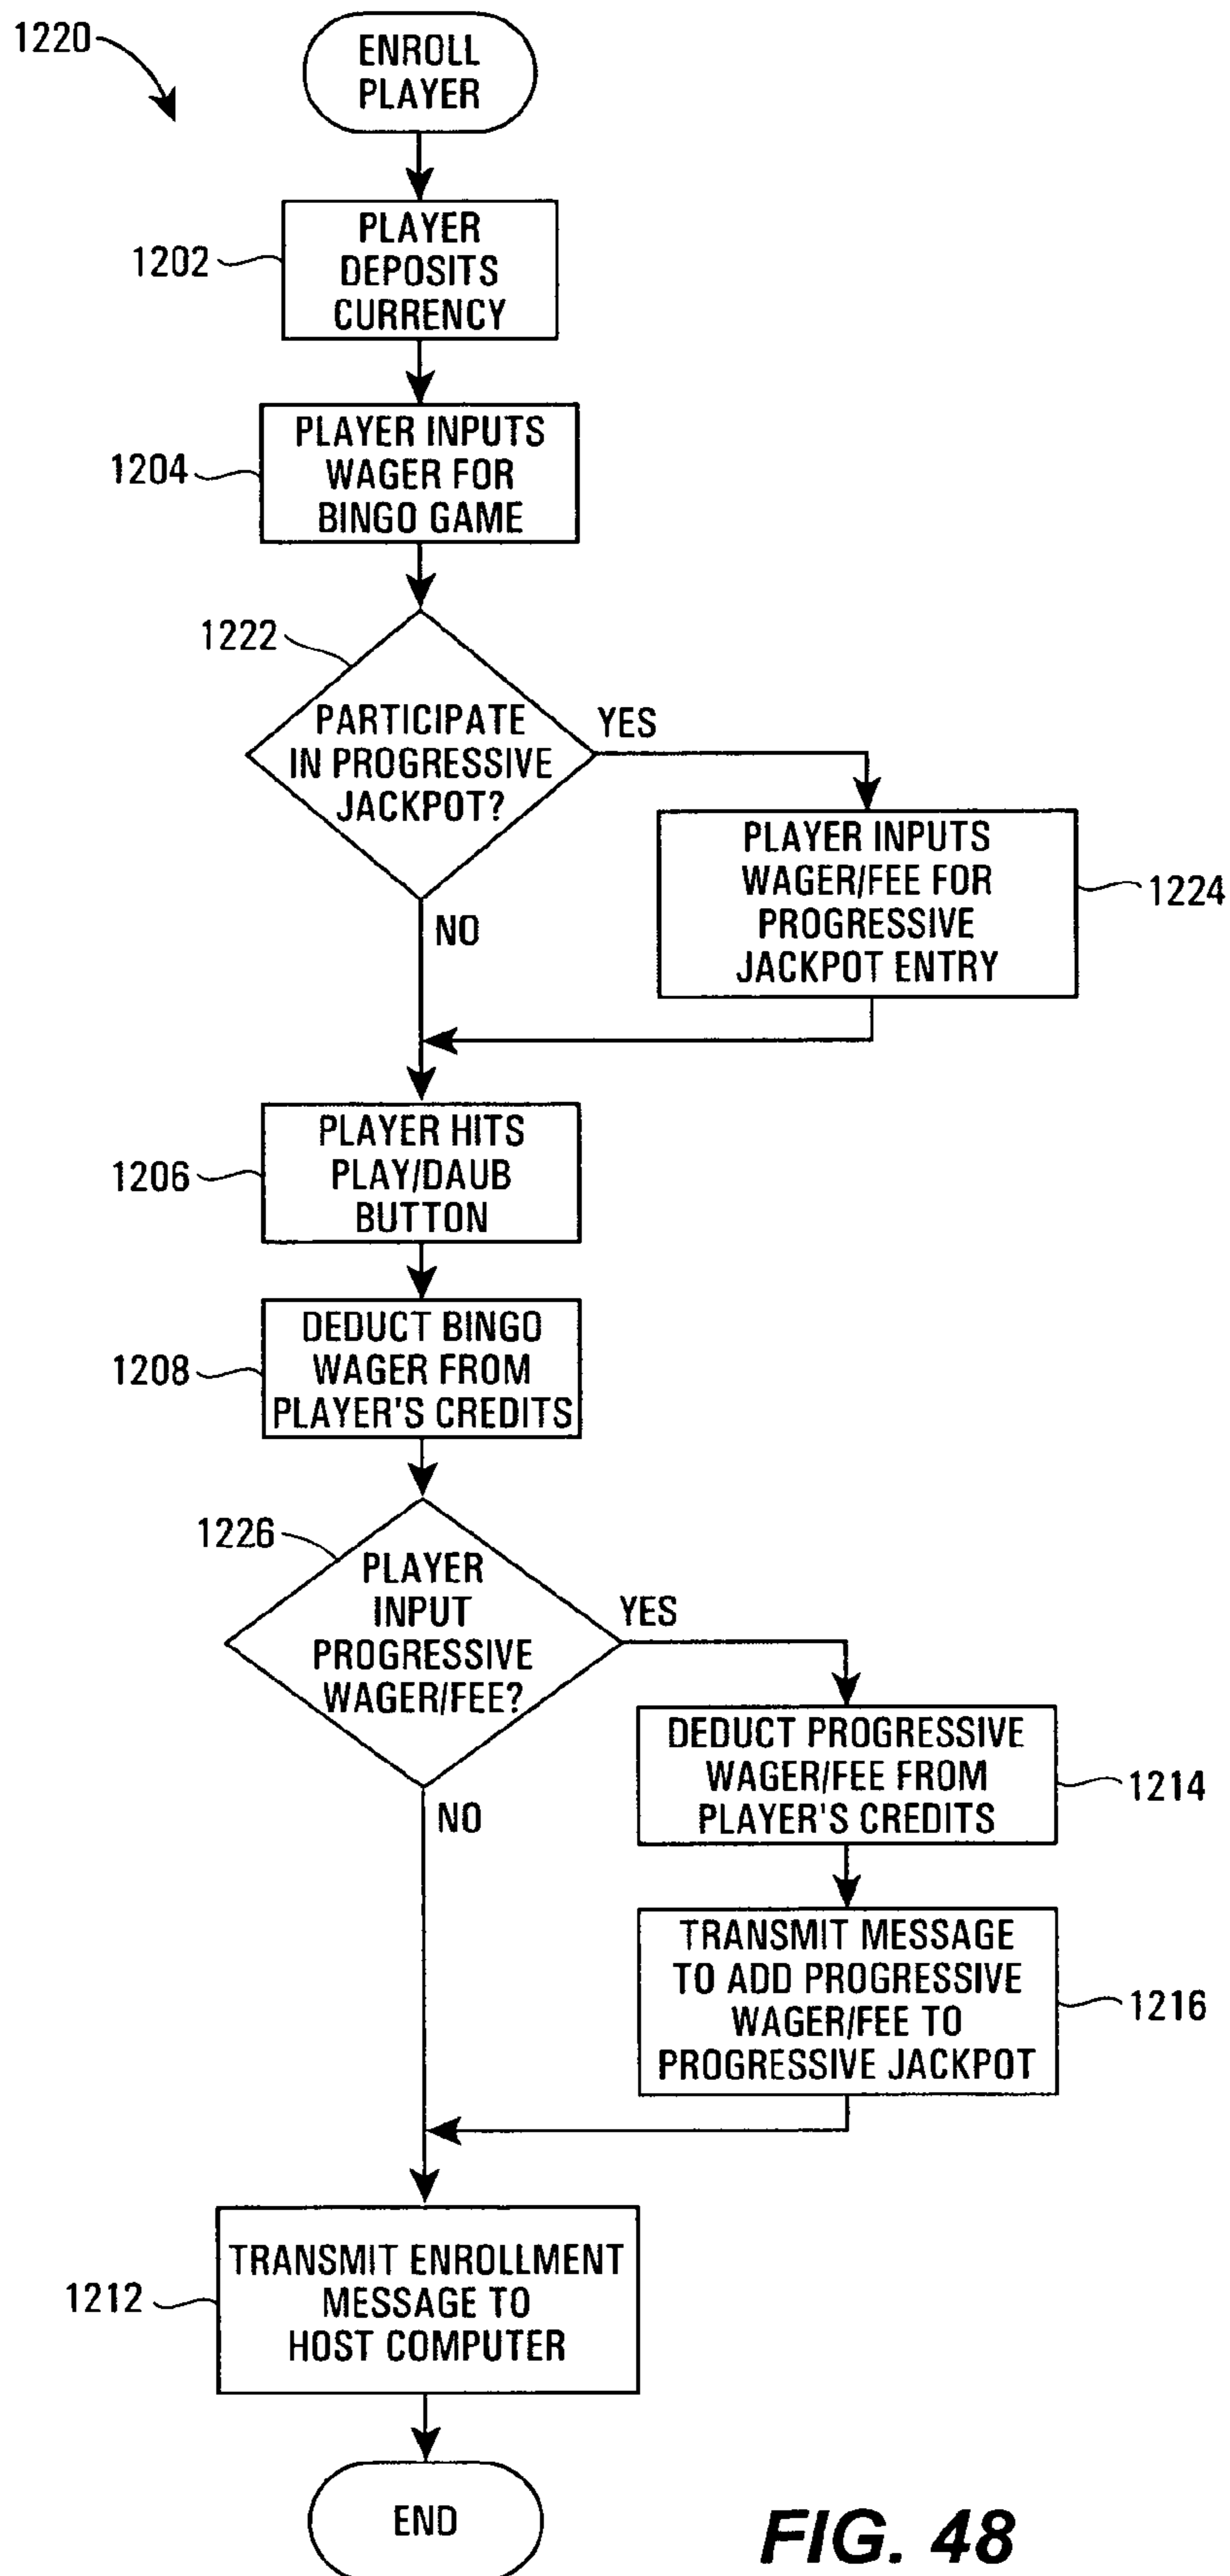 1220
ENROLL
PLAYER
1202
PLAYER
DEPOSITS
CURRENCY
1204
PLAYER INPUTS
WAGER FOR
BINGO GAME
1222
PARTICIPATE
IN PROGRESSIVE
JACKPOT?
YES
NO
PLAYER INPUTS
WAGER/FEE FOR
PROGRESSIVE
JACKPOT ENTRY
1224
1206
PLAYER HITS
PLAY/DAUB
BUTTON
1208
DEDUCT BINGO
WAGER FROM
PLAYER'S CREDITS
1226
PLAYER
INPUT
PROGRESSIVE
WAGER/FEE?
YES
NO
DEDUCT PROGRESSIVE
WAGER/FEE FROM
PLAYER'S CREDITS
1214
TRANSMIT MESSAGE
TO ADD PROGRESSIVE
WAGER/FEE TO
PROGRESSIVE JACKPOT
1216
1212
TRANSMIT ENROLLMENT
MESSAGE TO
HOST COMPUTER
END
FIG. 48